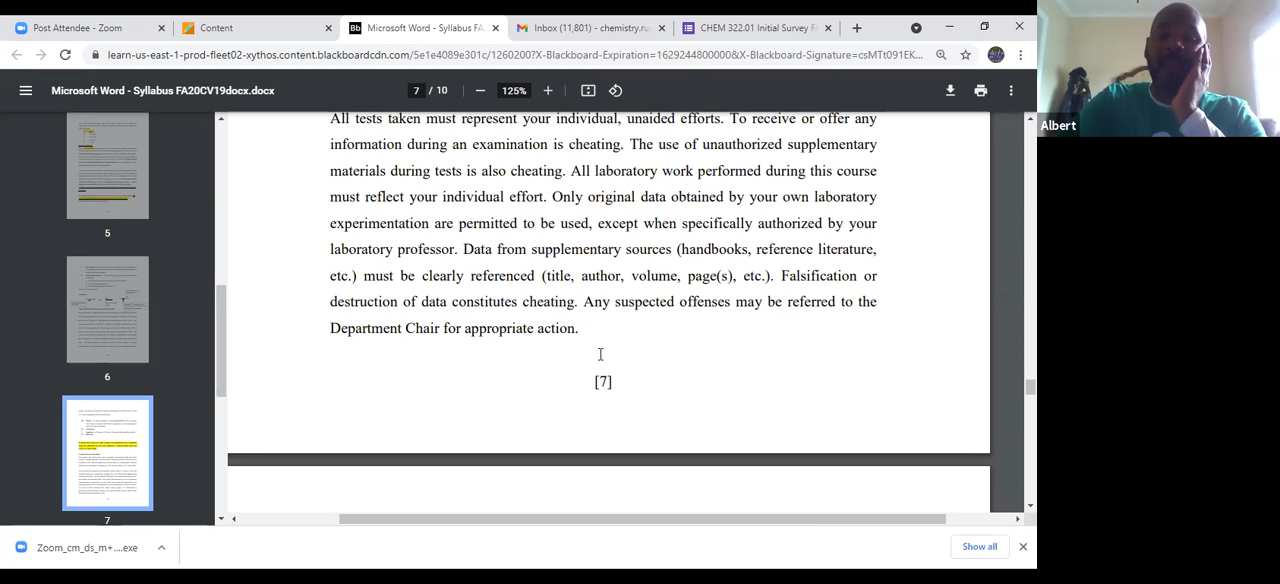 Post Attendee - Zoom
Content
Microsoft Word - Syllabus FA
Inbox (11,801) - chemistry.ru
CHEM 322.01 Initial Survey F
learn-us-east-1-prod-fleet02-xythos.content.blackboardcdn.com/5e1e4089e301c/1260200?X-Blackboard-Expiration=1629244800000&X-Blackboard-Signature=csMTt091EK...
Microsoft Word - Syllabus FA20CV19docx.docx
7 / 10
125%
Albert
All tests taken must represent your individual, unaided efforts. To receive or offer any
information during an examination is cheating. The use of unauthorized supplementary
materials during tests is also cheating. All laboratory work performed during this course
must reflect your individual effort. Only original data obtained by your own laboratory
experimentation are permitted to be used, except when specifically authorized by your
laboratory professor. Data from supplementary sources (handbooks, reference literature,
etc.) must be clearly referenced (title, author, volume, page(s), etc.). Falsification or
destruction of data constitutes cheating. Any suspected offenses may be referred to the
Department Chair for appropriate action.
[7]
5
6
7
Zoom_cm_ds_m+....exe
Show all